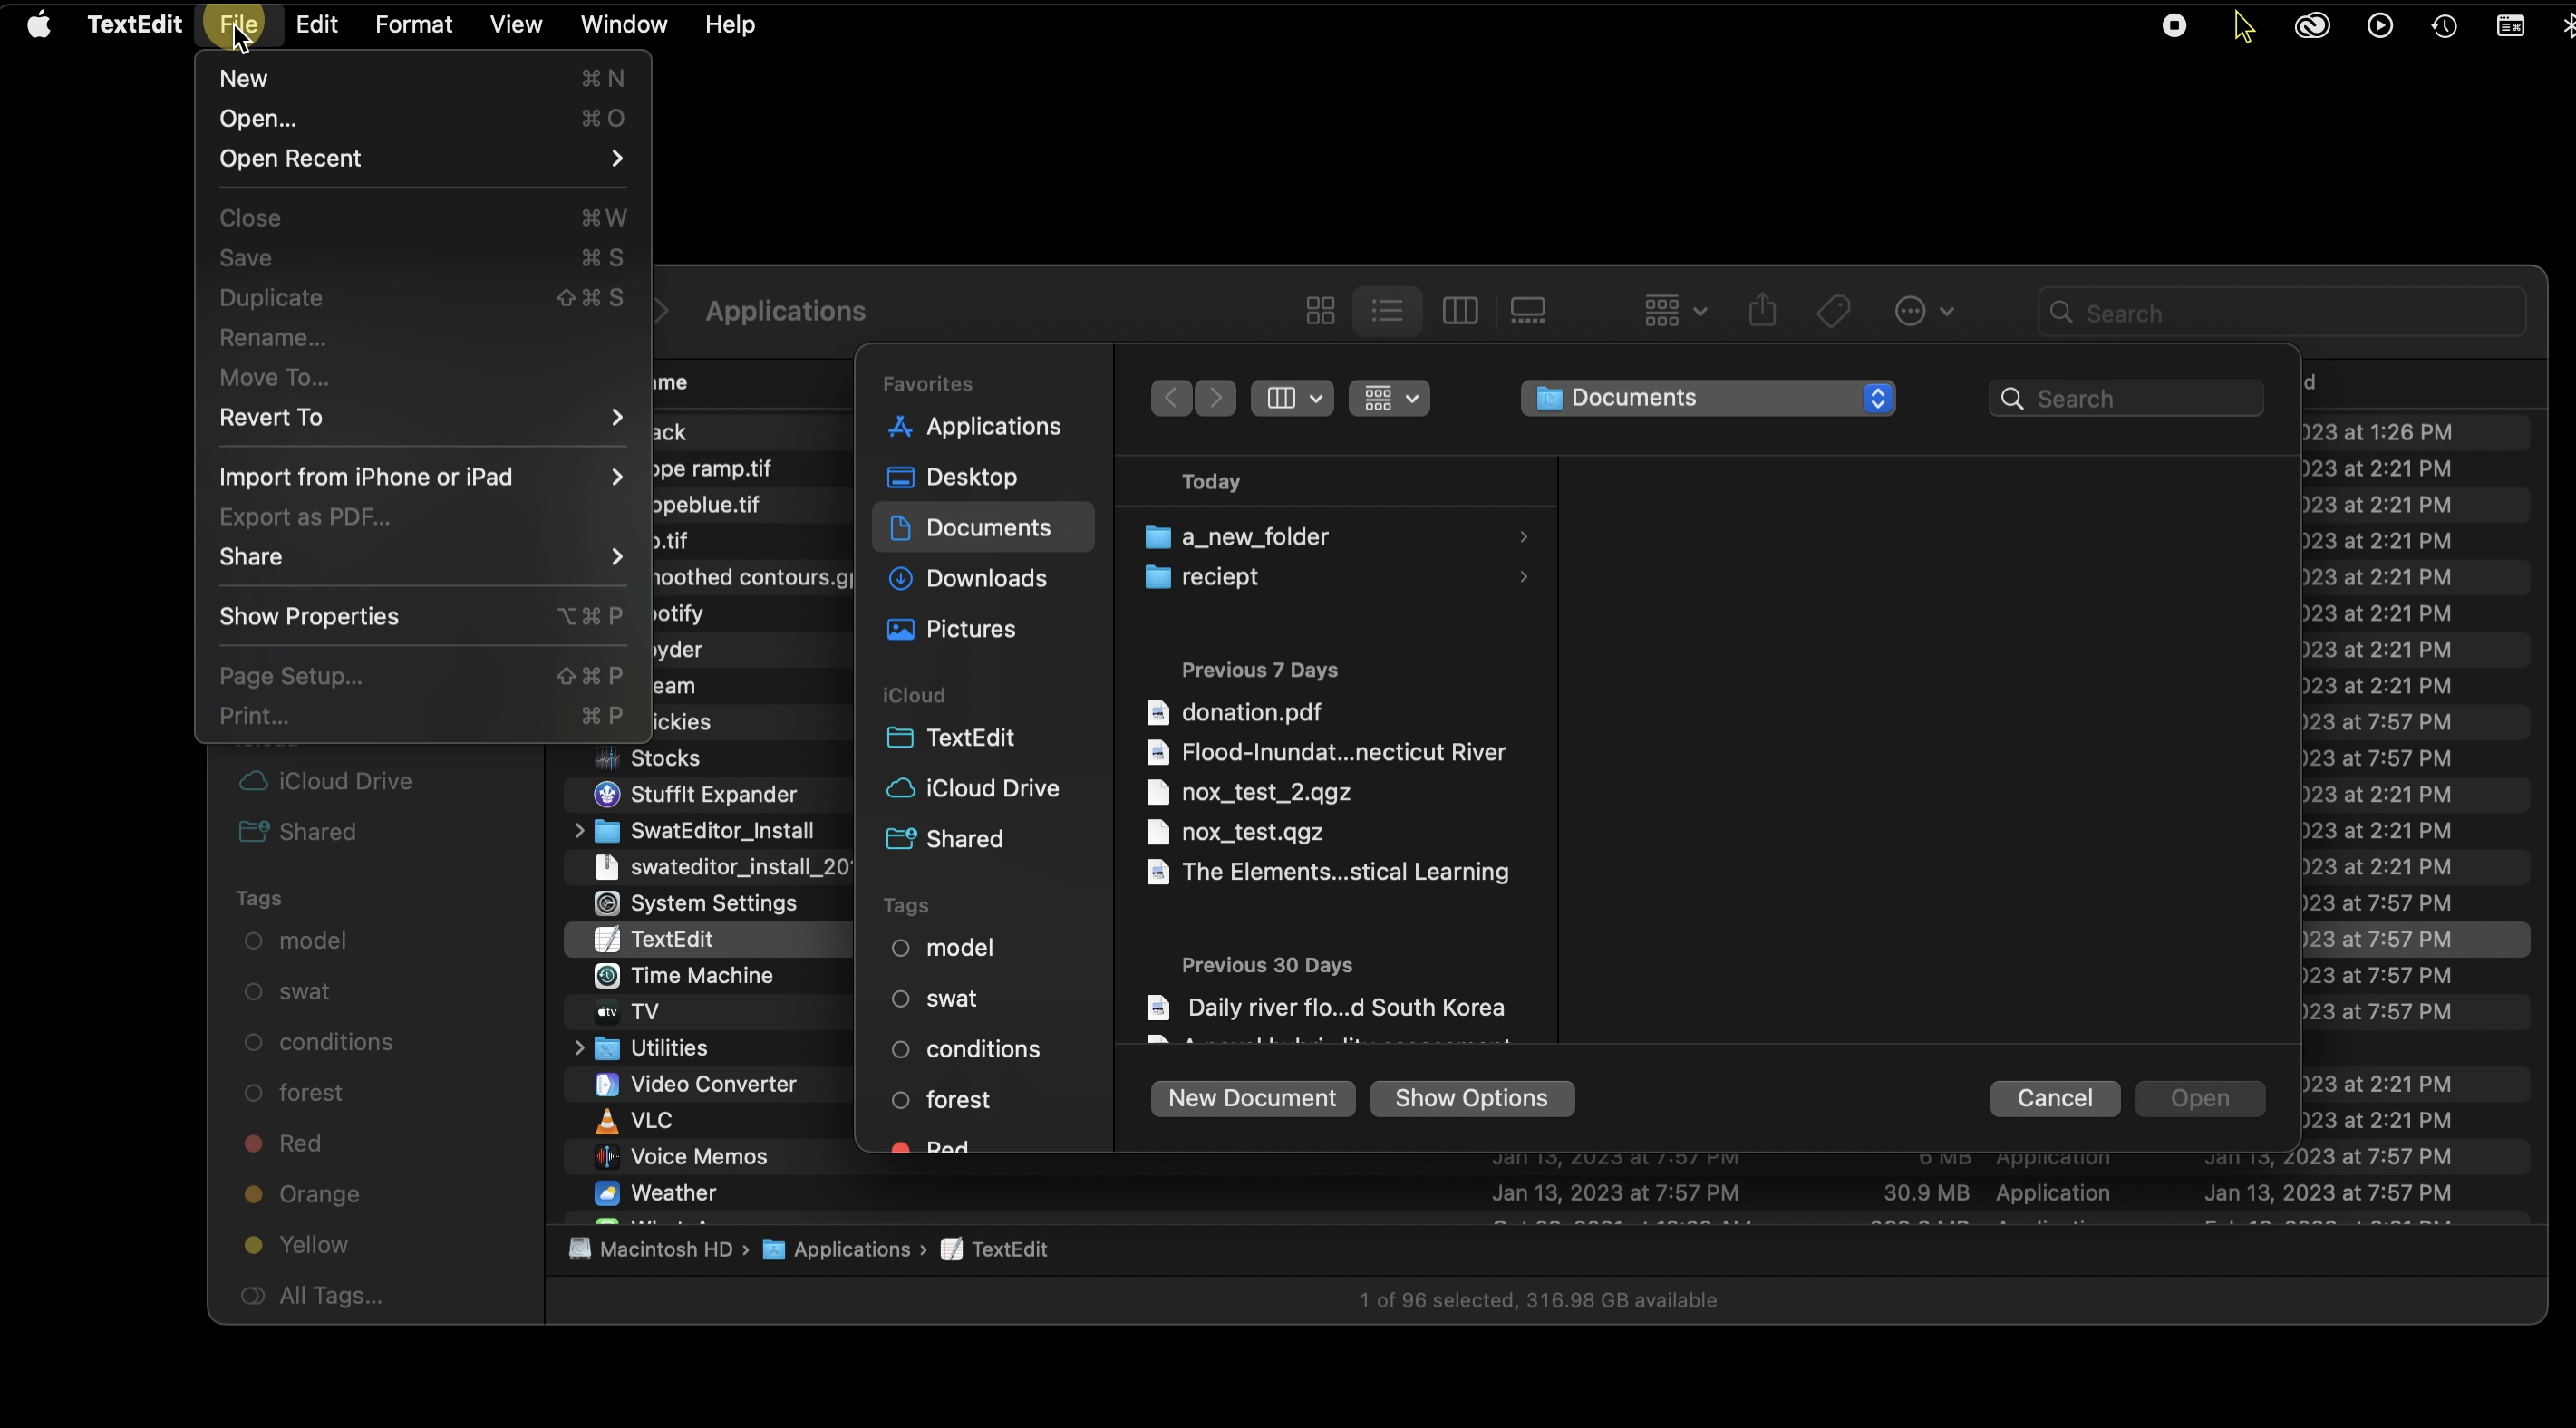 TextEdit File Edit Format View Window Help
New ⌘ N
Open... ⌘ O
Open Recent
Close ⌘ W
Save ⌘ S
Duplicate ⇧ ⌘ S
Rename...
Move To...
Revert To
Import from iPhone or iPad
Export as PDF...
Share
Show Properties ⌥ ⌘ P
Page Setup... ⇧ ⌘ P
Print... ⌘ P
iCloud Drive
Shared
Tags
model
swat
conditions
forest
Red
Orange
Yellow
All Tags...
Applications
Search
ame
ack
ope ramp.tif
opeblue.tif
p.tif
noothed contours.g
ootify
oyder
eam
ickies
Stocks
StuffIt Expander
SwatEditor_Install
swateditor_install_20
System Settings
TextEdit
Time Machine
TV
Utilities
Video Converter
VLC
Voice Memos Jan 13, 2023 at 7:57 PM 6 MB Application Jan 13, 2023 at 7:57 PM
Weather Jan 13, 2023 at 7:57 PM 30.9 MB Application Jan 13, 2023 at 7:57 PM
Macintosh HD › Applications › TextEdit
1 of 96 selected, 316.98 GB available
Favorites
Applications
Desktop
Documents
Downloads
Pictures
iCloud
TextEdit
iCloud Drive
Shared
Tags
model
swat
conditions
forest
Red
Documents
Search
Today
a_new_folder
reciept
Previous 7 Days
donation.pdf
Flood-Inundat...necticut River
nox_test_2.qgz
nox_test.qgz
The Elements...stical Learning
Previous 30 Days
Daily river flo...d South Korea
New Document Show Options Cancel Open
d
023 at 1:26 PM
023 at 2:21 PM
023 at 2:21 PM
023 at 2:21 PM
023 at 2:21 PM
023 at 2:21 PM
023 at 2:21 PM
023 at 2:21 PM
023 at 7:57 PM
023 at 7:57 PM
023 at 2:21 PM
023 at 2:21 PM
023 at 2:21 PM
023 at 7:57 PM
023 at 7:57 PM
023 at 7:57 PM
023 at 7:57 PM
023 at 2:21 PM
023 at 2:21 PM